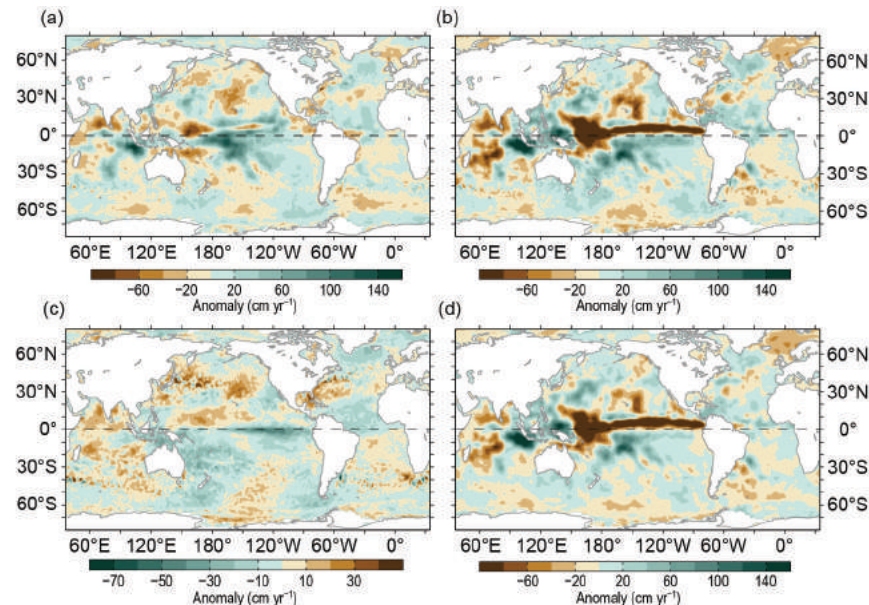 (a)
(b)
60°N 60°N
30°N 30°N
0° 0°
30°S 30°S
60°S 60°S
60°E 120°E 180° 120°W 60°W 0° 60°E 120°E 180° 120°W 60°W 0°
−60 −20 20 60 100 140 −60 −20 20 60 100 140
Anomaly (cm yr⁻¹) Anomaly (cm yr⁻¹)
(c)
(d)
60°N 60°N
30°N 30°N
0° 0°
30°S 30°S
60°S 60°S
60°E 120°E 180° 120°W 60°W 0° 60°E 120°E 180° 120°W 60°W 0°
−70 −50 −30 −10 10 30 −60 −20 20 60 100 140
Anomaly (cm yr⁻¹) Anomaly (cm yr⁻¹)